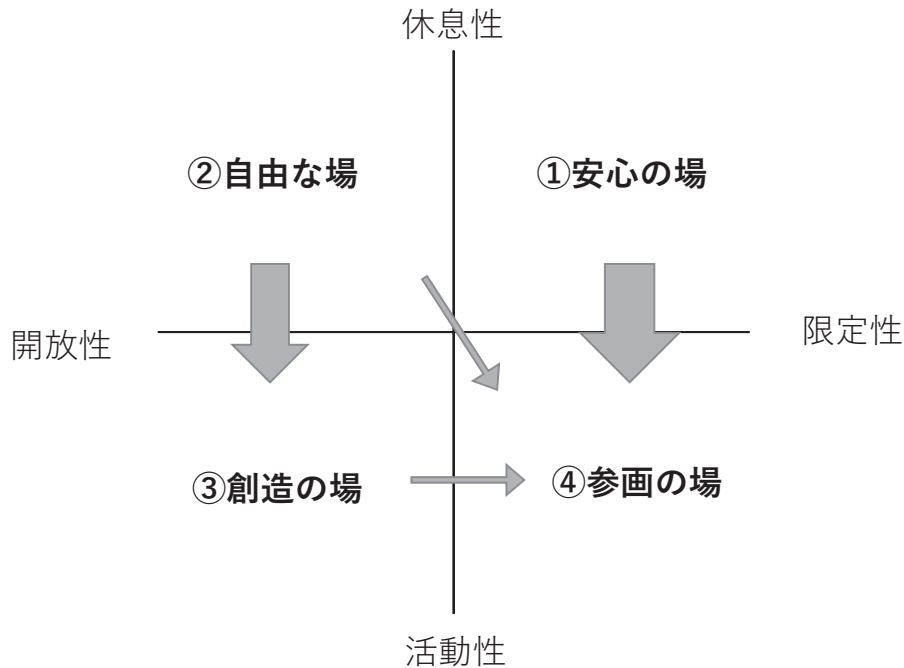 休息性
②自由な場
①安心の場
開放性
限定性
③創造の場
④参画の場
活動性